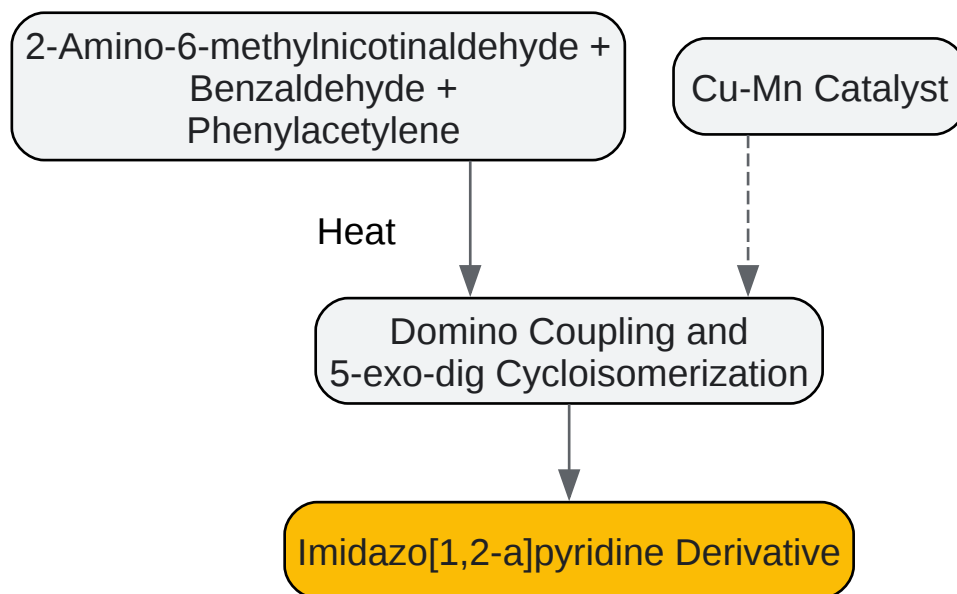 2-Amino-6-methylnicotinaldehyde +
Benzaldehyde +
Phenylacetylene
Cu-Mn Catalyst
Heat
Domino Coupling and
5-exo-dig Cycloisomerization
Imidazo[1,2-a]pyridine Derivative